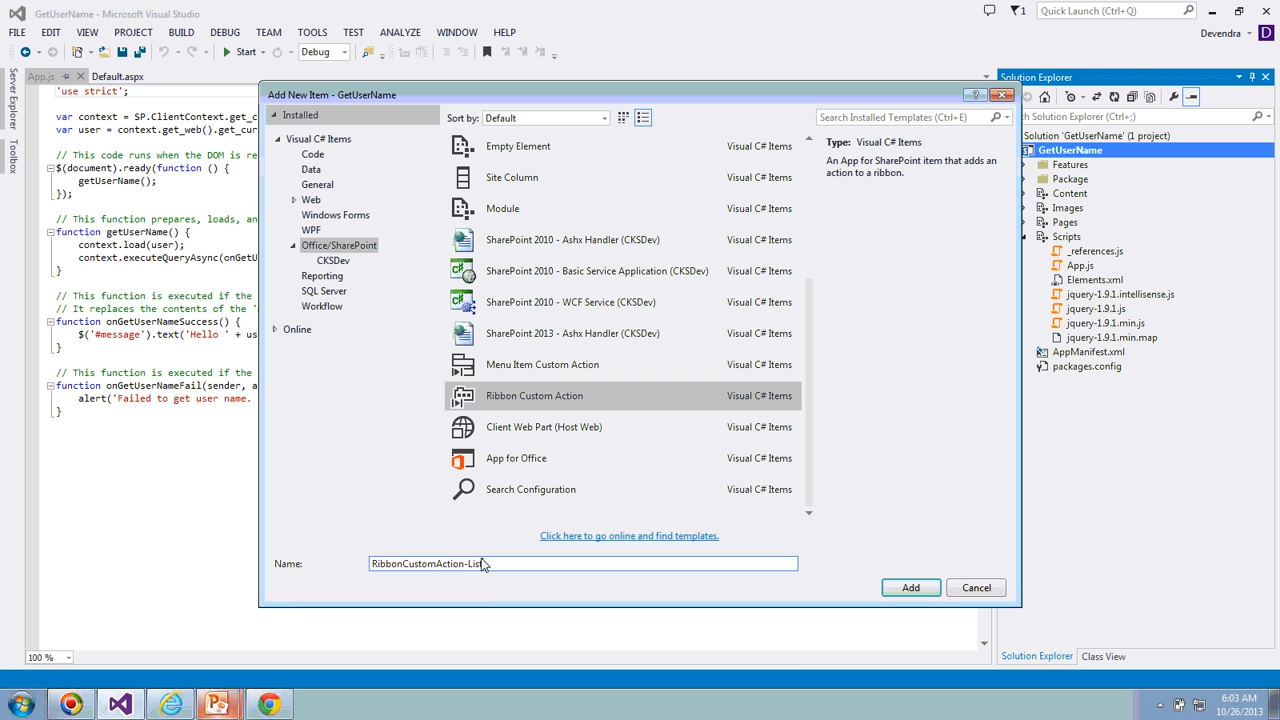 GetUserName - Microsoft Visual Studio
Quick Launch (Ctrl+Q)
FILE EDIT VIEW PROJECT BUILD DEBUG TEAM TOOLS TEST ANALYZE WINDOW HELP
Devendra
D
Start
Debug
Server Explorer
Toolbox
App.js
Default.aspx
'use strict';
var context = SP.ClientContext.get_c
var user = context.get_web().get_cur
// This code runs when the DOM is re
$(document).ready(function () {
getUserName();
});
// This function prepares, loads, an
function getUserName() {
context.load(user);
context.executeQueryAsync(onGetU
}
// This function is executed if the
// It replaces the contents of the '
function onGetUserNameSuccess() {
$('#message').text('Hello ' + us
}
// This function is executed if the
function onGetUserNameFail(sender, a
alert('Failed to get user name.
}
100 %
Add New Item - GetUserName
Installed
Visual C# Items
Code
Data
General
Web
Windows Forms
WPF
Office/SharePoint
CKSDev
Reporting
SQL Server
Workflow
Online
Sort by: Default
Search Installed Templates (Ctrl+E)
Empty Element Visual C# Items
Site Column Visual C# Items
Module Visual C# Items
SharePoint 2010 - Ashx Handler (CKSDev) Visual C# Items
SharePoint 2010 - Basic Service Application (CKSDev) Visual C# Items
SharePoint 2010 - WCF Service (CKSDev) Visual C# Items
SharePoint 2013 - Ashx Handler (CKSDev) Visual C# Items
Menu Item Custom Action Visual C# Items
Ribbon Custom Action Visual C# Items
Client Web Part (Host Web) Visual C# Items
App for Office Visual C# Items
Search Configuration Visual C# Items
Click here to go online and find templates.
Type: Visual C# Items
An App for SharePoint item that adds an
action to a ribbon.
Name: RibbonCustomAction-List
Add
Cancel
Solution Explorer
Search Solution Explorer (Ctrl+;)
Solution 'GetUserName' (1 project)
GetUserName
Features
Package
Content
Images
Pages
Scripts
_references.js
App.js
Elements.xml
jquery-1.9.1.intellisense.js
jquery-1.9.1.js
jquery-1.9.1.min.js
jquery-1.9.1.min.map
AppManifest.xml
packages.config
Solution Explorer
Class View
6:03 AM
10/26/2013